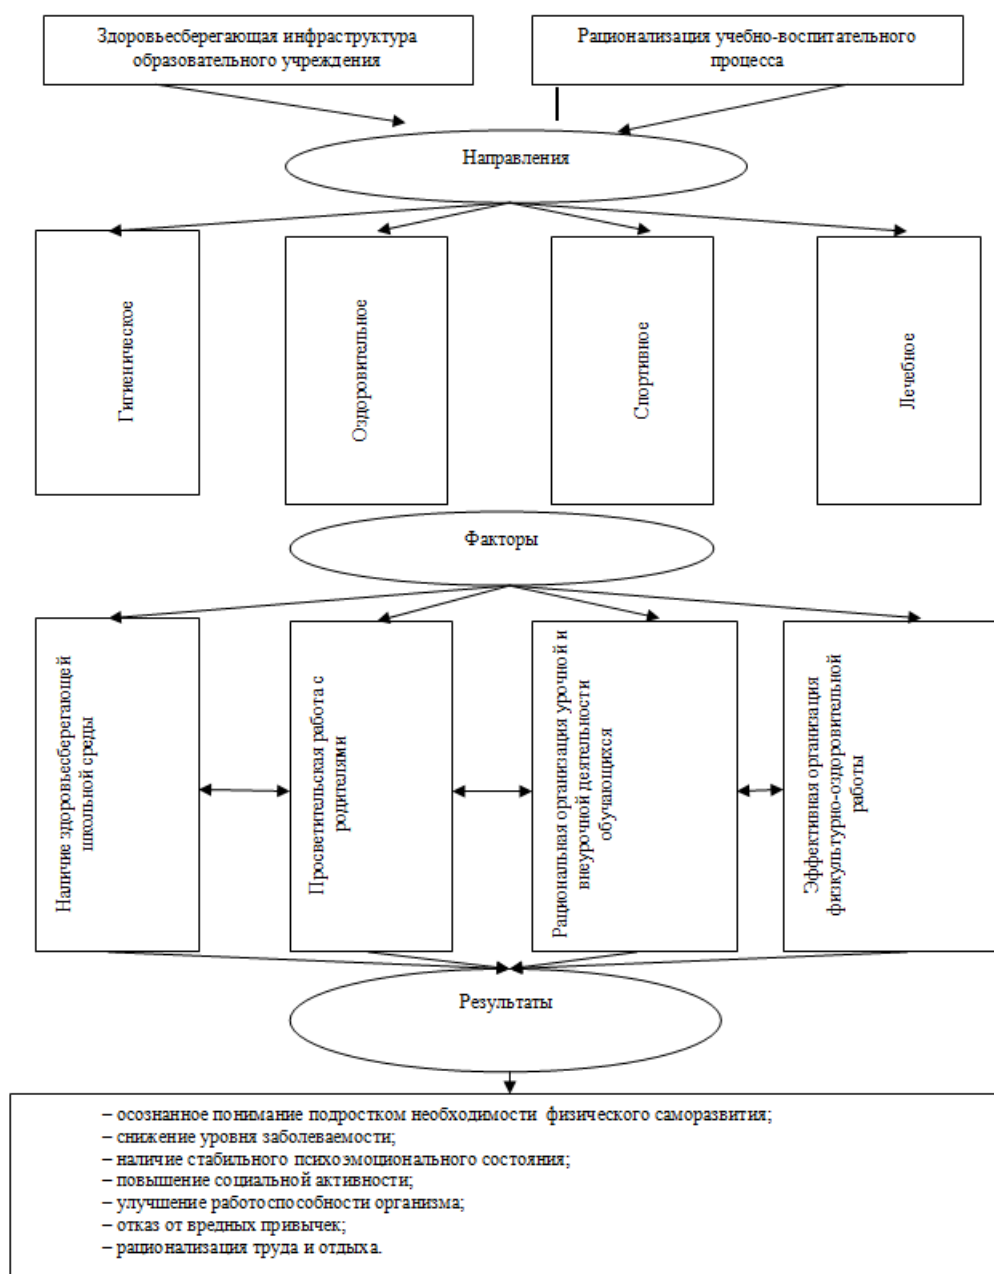 Здоровьесберегающая инфраструктура
образовательного учреждения
Рационализация учебно-воспитательного
процесса
Направления
Гигиеническое
Оздоровительное
Спортивное
Лечебное
Факторы
Наличие здоровьесберегающей
школьной среды
Просветительская работа с
родителями
Рациональная организация урочной и
внеурочной деятельности
обучающихся
Эффективная организация
физкультурно-оздоровительной
работы
Результаты
– осознанное понимание подростком необходимости физического саморазвития;
– снижение уровня заболеваемости;
– наличие стабильного психоэмоционального состояния;
– повышение социальной активности;
– улучшение работоспособности организма;
– отказ от вредных привычек;
– рационализация труда и отдыха.